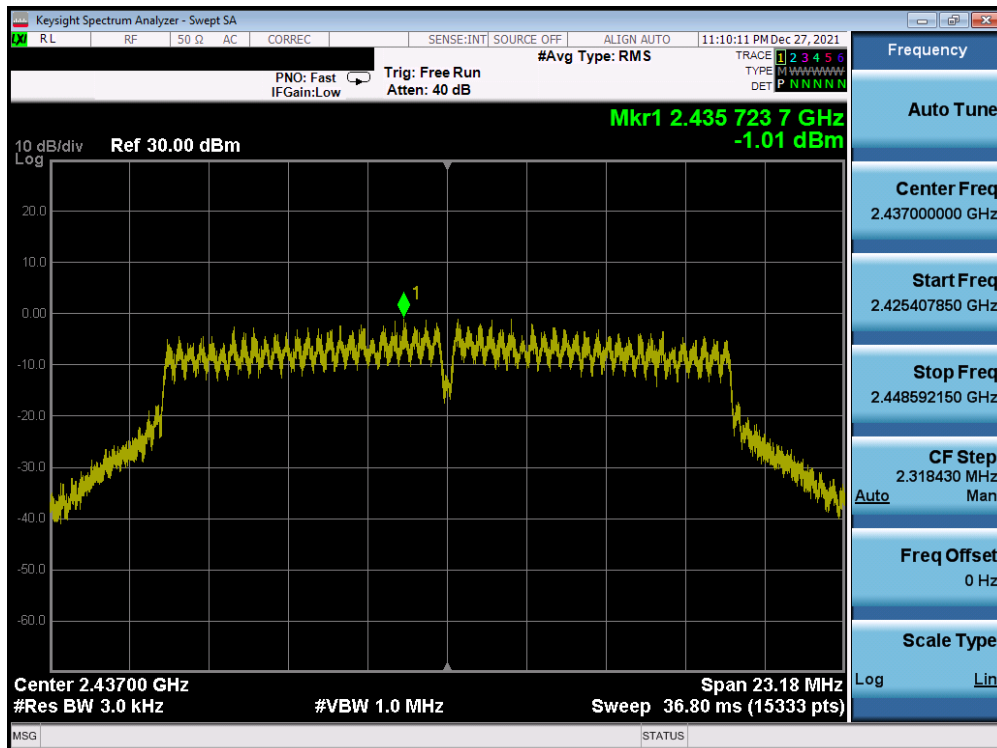 Keysight Spectrum Analyzer - Swept SA
LXI RL RF 50 Ω AC CORREC SENSE:INT SOURCE OFF ALIGN AUTO 11:10:11 PM Dec 27, 2021
#Avg Type: RMS
TRACE 1 2 3 4 5 6
PNO: Fast Trig: Free Run
TYPE M WWWWW
IFGain:Low Atten: 40 dB
DET P N N N N N
Mkr1 2.435 723 7 GHz
-1.01 dBm
10 dB/div Ref 30.00 dBm
Log
20.0
10.0
1
0.00
-10.0
-20.0
-30.0
-40.0
-50.0
-60.0
Center 2.43700 GHz Span 23.18 MHz
#Res BW 3.0 kHz #VBW 1.0 MHz Sweep 36.80 ms (15333 pts)
MSG STATUS
Frequency
Auto Tune
Center Freq
2.437000000 GHz
Start Freq
2.425407850 GHz
Stop Freq
2.448592150 GHz
CF Step
2.318430 MHz
Auto Man
Freq Offset
0 Hz
Scale Type
Log Lin